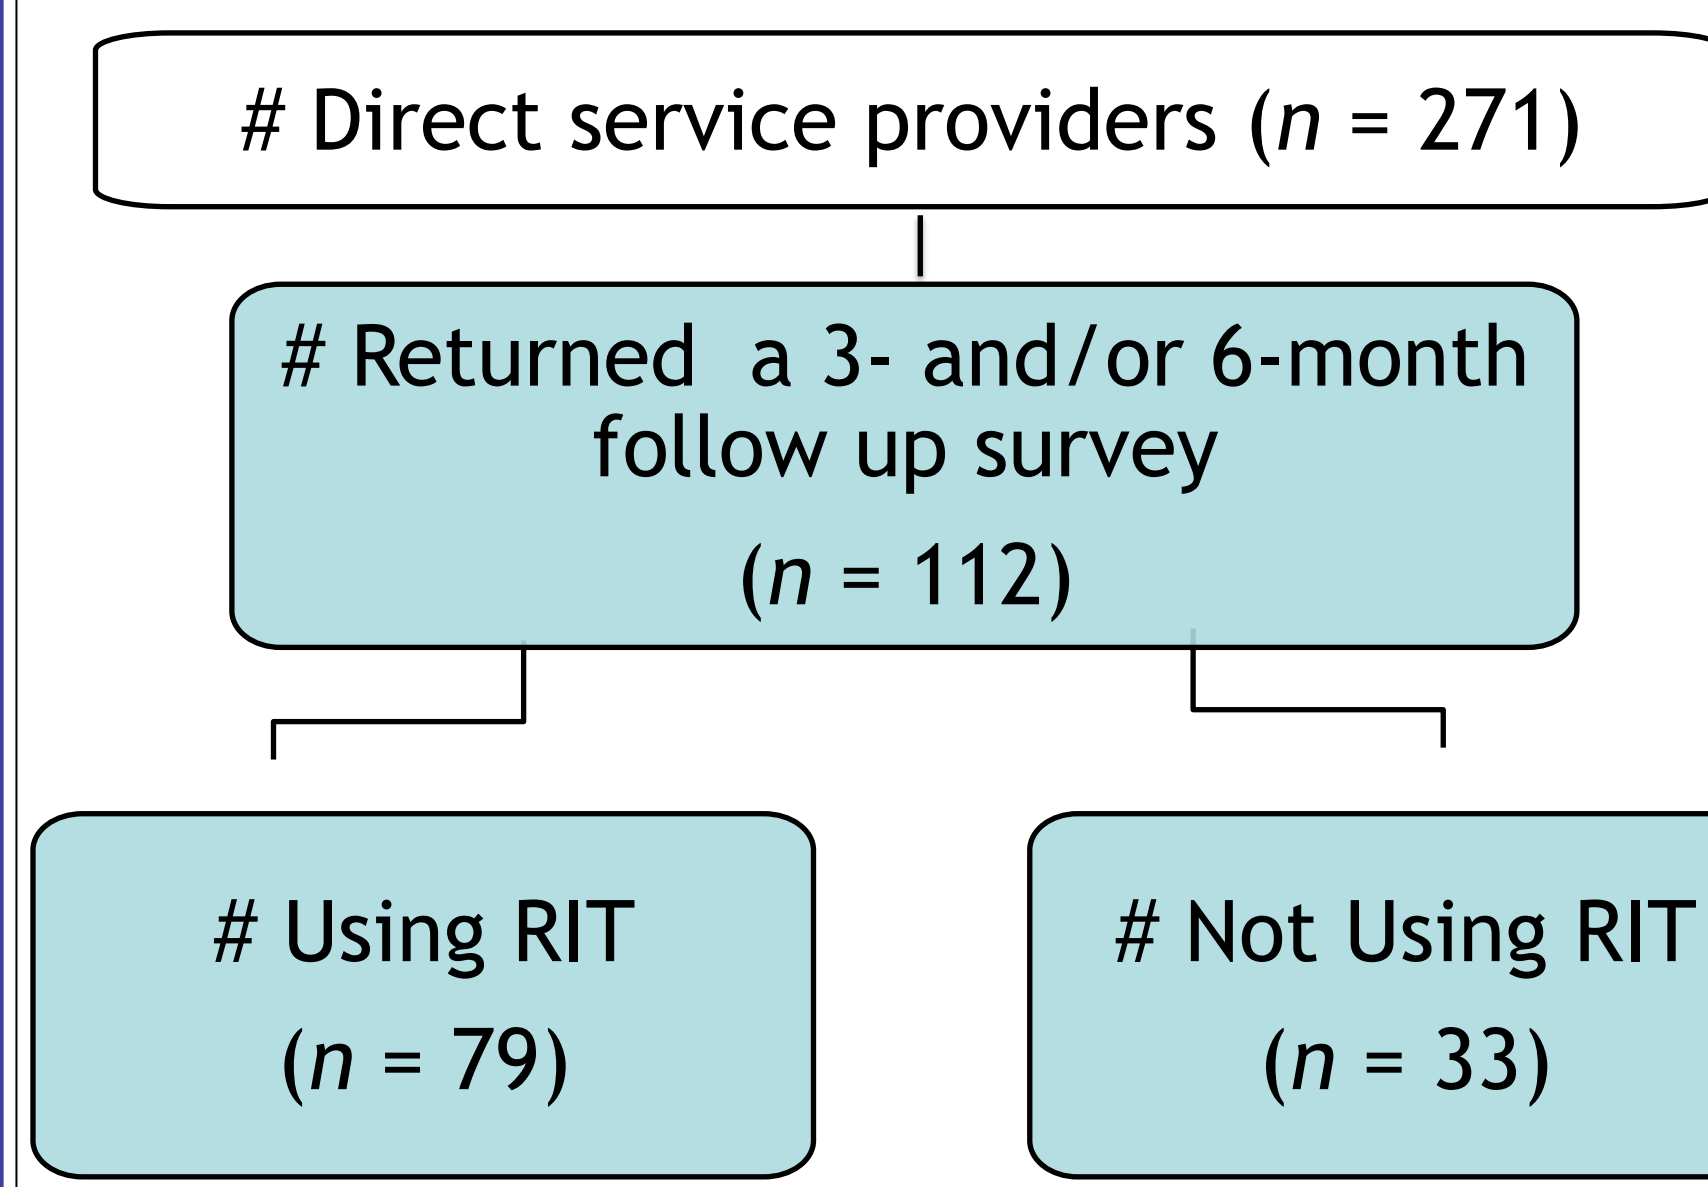 # Direct service providers (n = 271)
# Returned a 3- and/or 6-month
follow up survey
(n = 112)
# Using RIT
(n = 79)
# Not Using RIT
(n = 33)